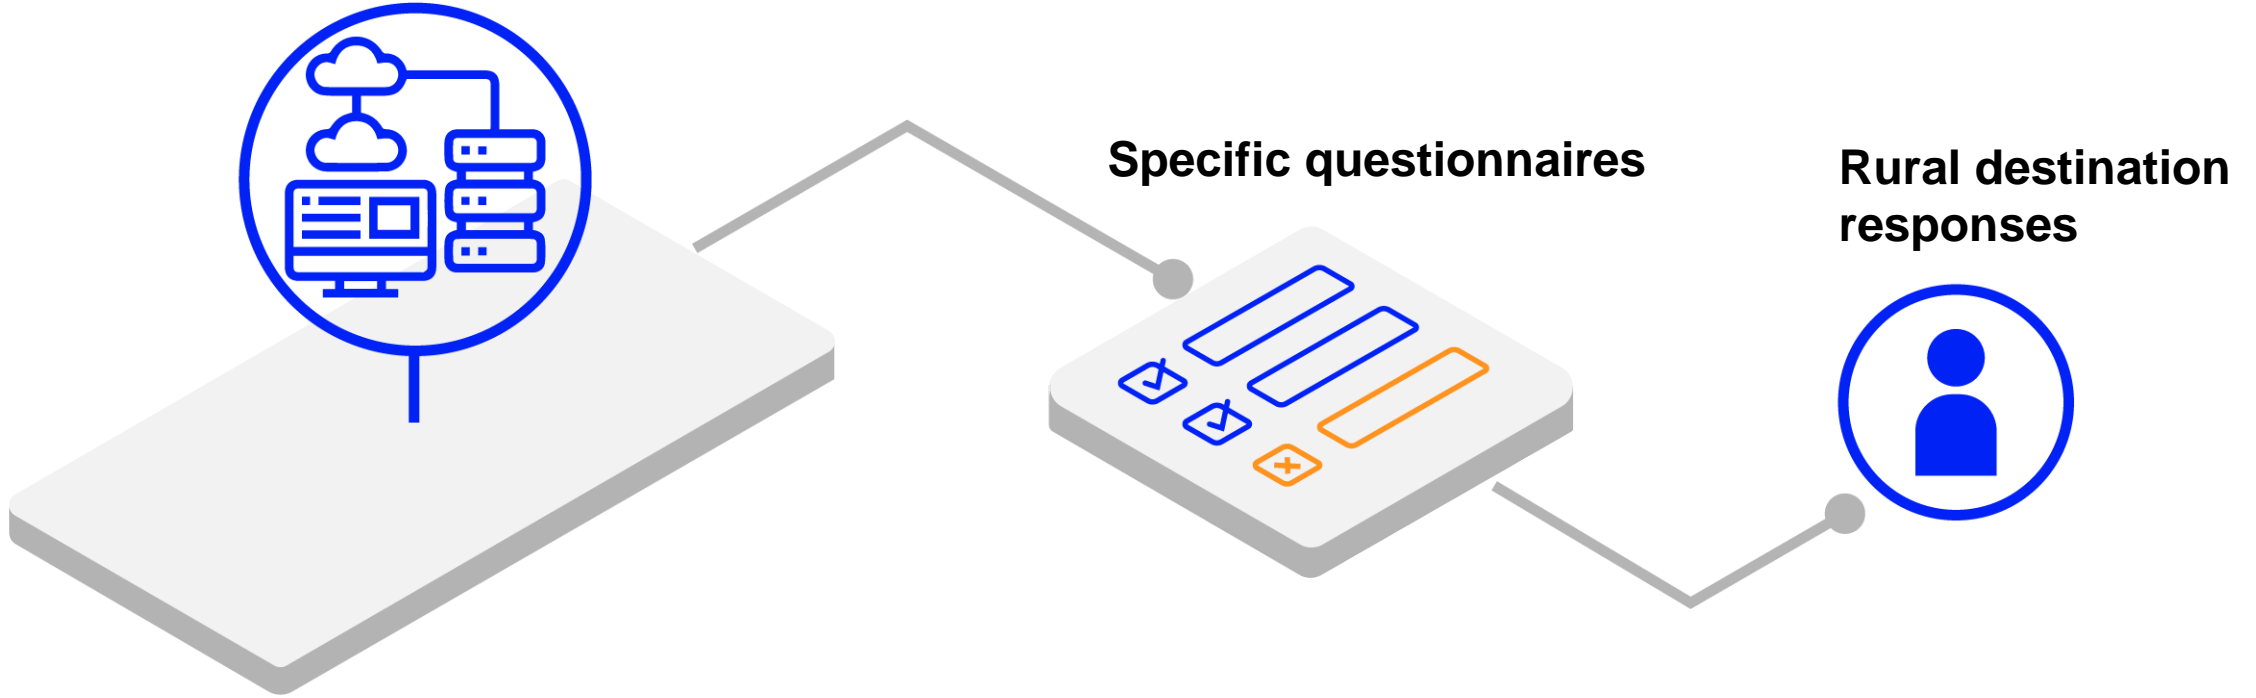 Specific questionnaires
Rural destination
responses